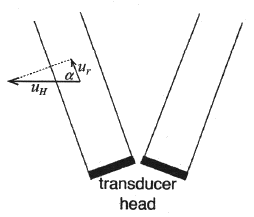 α
u_r
u_H
transducer
head